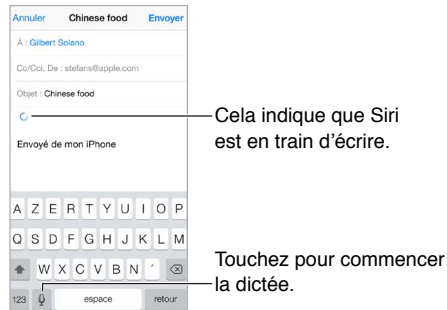 Annuler Chinese food Envoyer
À : Gilbert Solano
Cc/Cci, De : stefans@apple.com
Objet : Chinese food
Cela indique que Siri
est en train d’écrire.
Envoyé de mon iPhone
A Z E R T Y U I O P
Q S D F G H J K L M
W X C V B N ´
Touchez pour commencer
la dictée.
123 espace retour